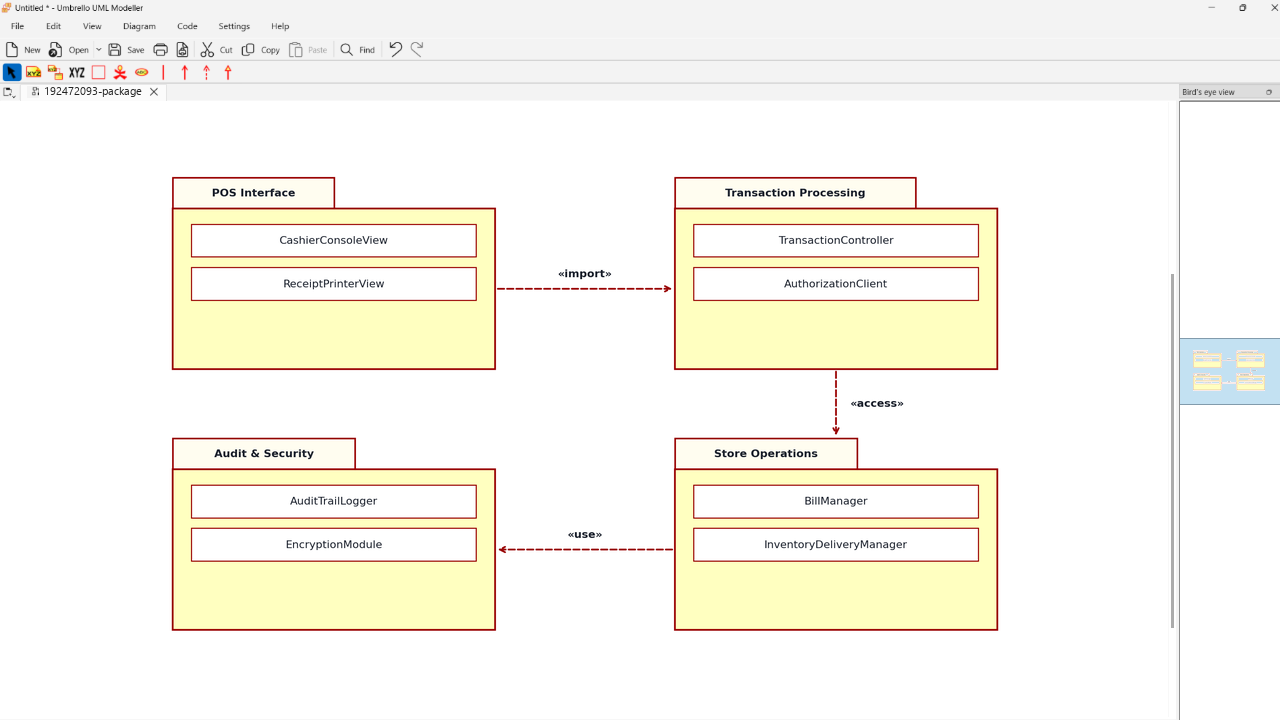 Untitled * - Umbrello UML Modeller
File Edit View Diagram Code Settings Help
New Open Save Cut Copy Paste Find
XYZ XYZ ABC
192472093-package
Bird's eye view
POS Interface
CashierConsoleView
ReceiptPrinterView
«import»
Transaction Processing
TransactionController
AuthorizationClient
«access»
Audit & Security
AuditTrailLogger
EncryptionModule
«use»
Store Operations
BillManager
InventoryDeliveryManager